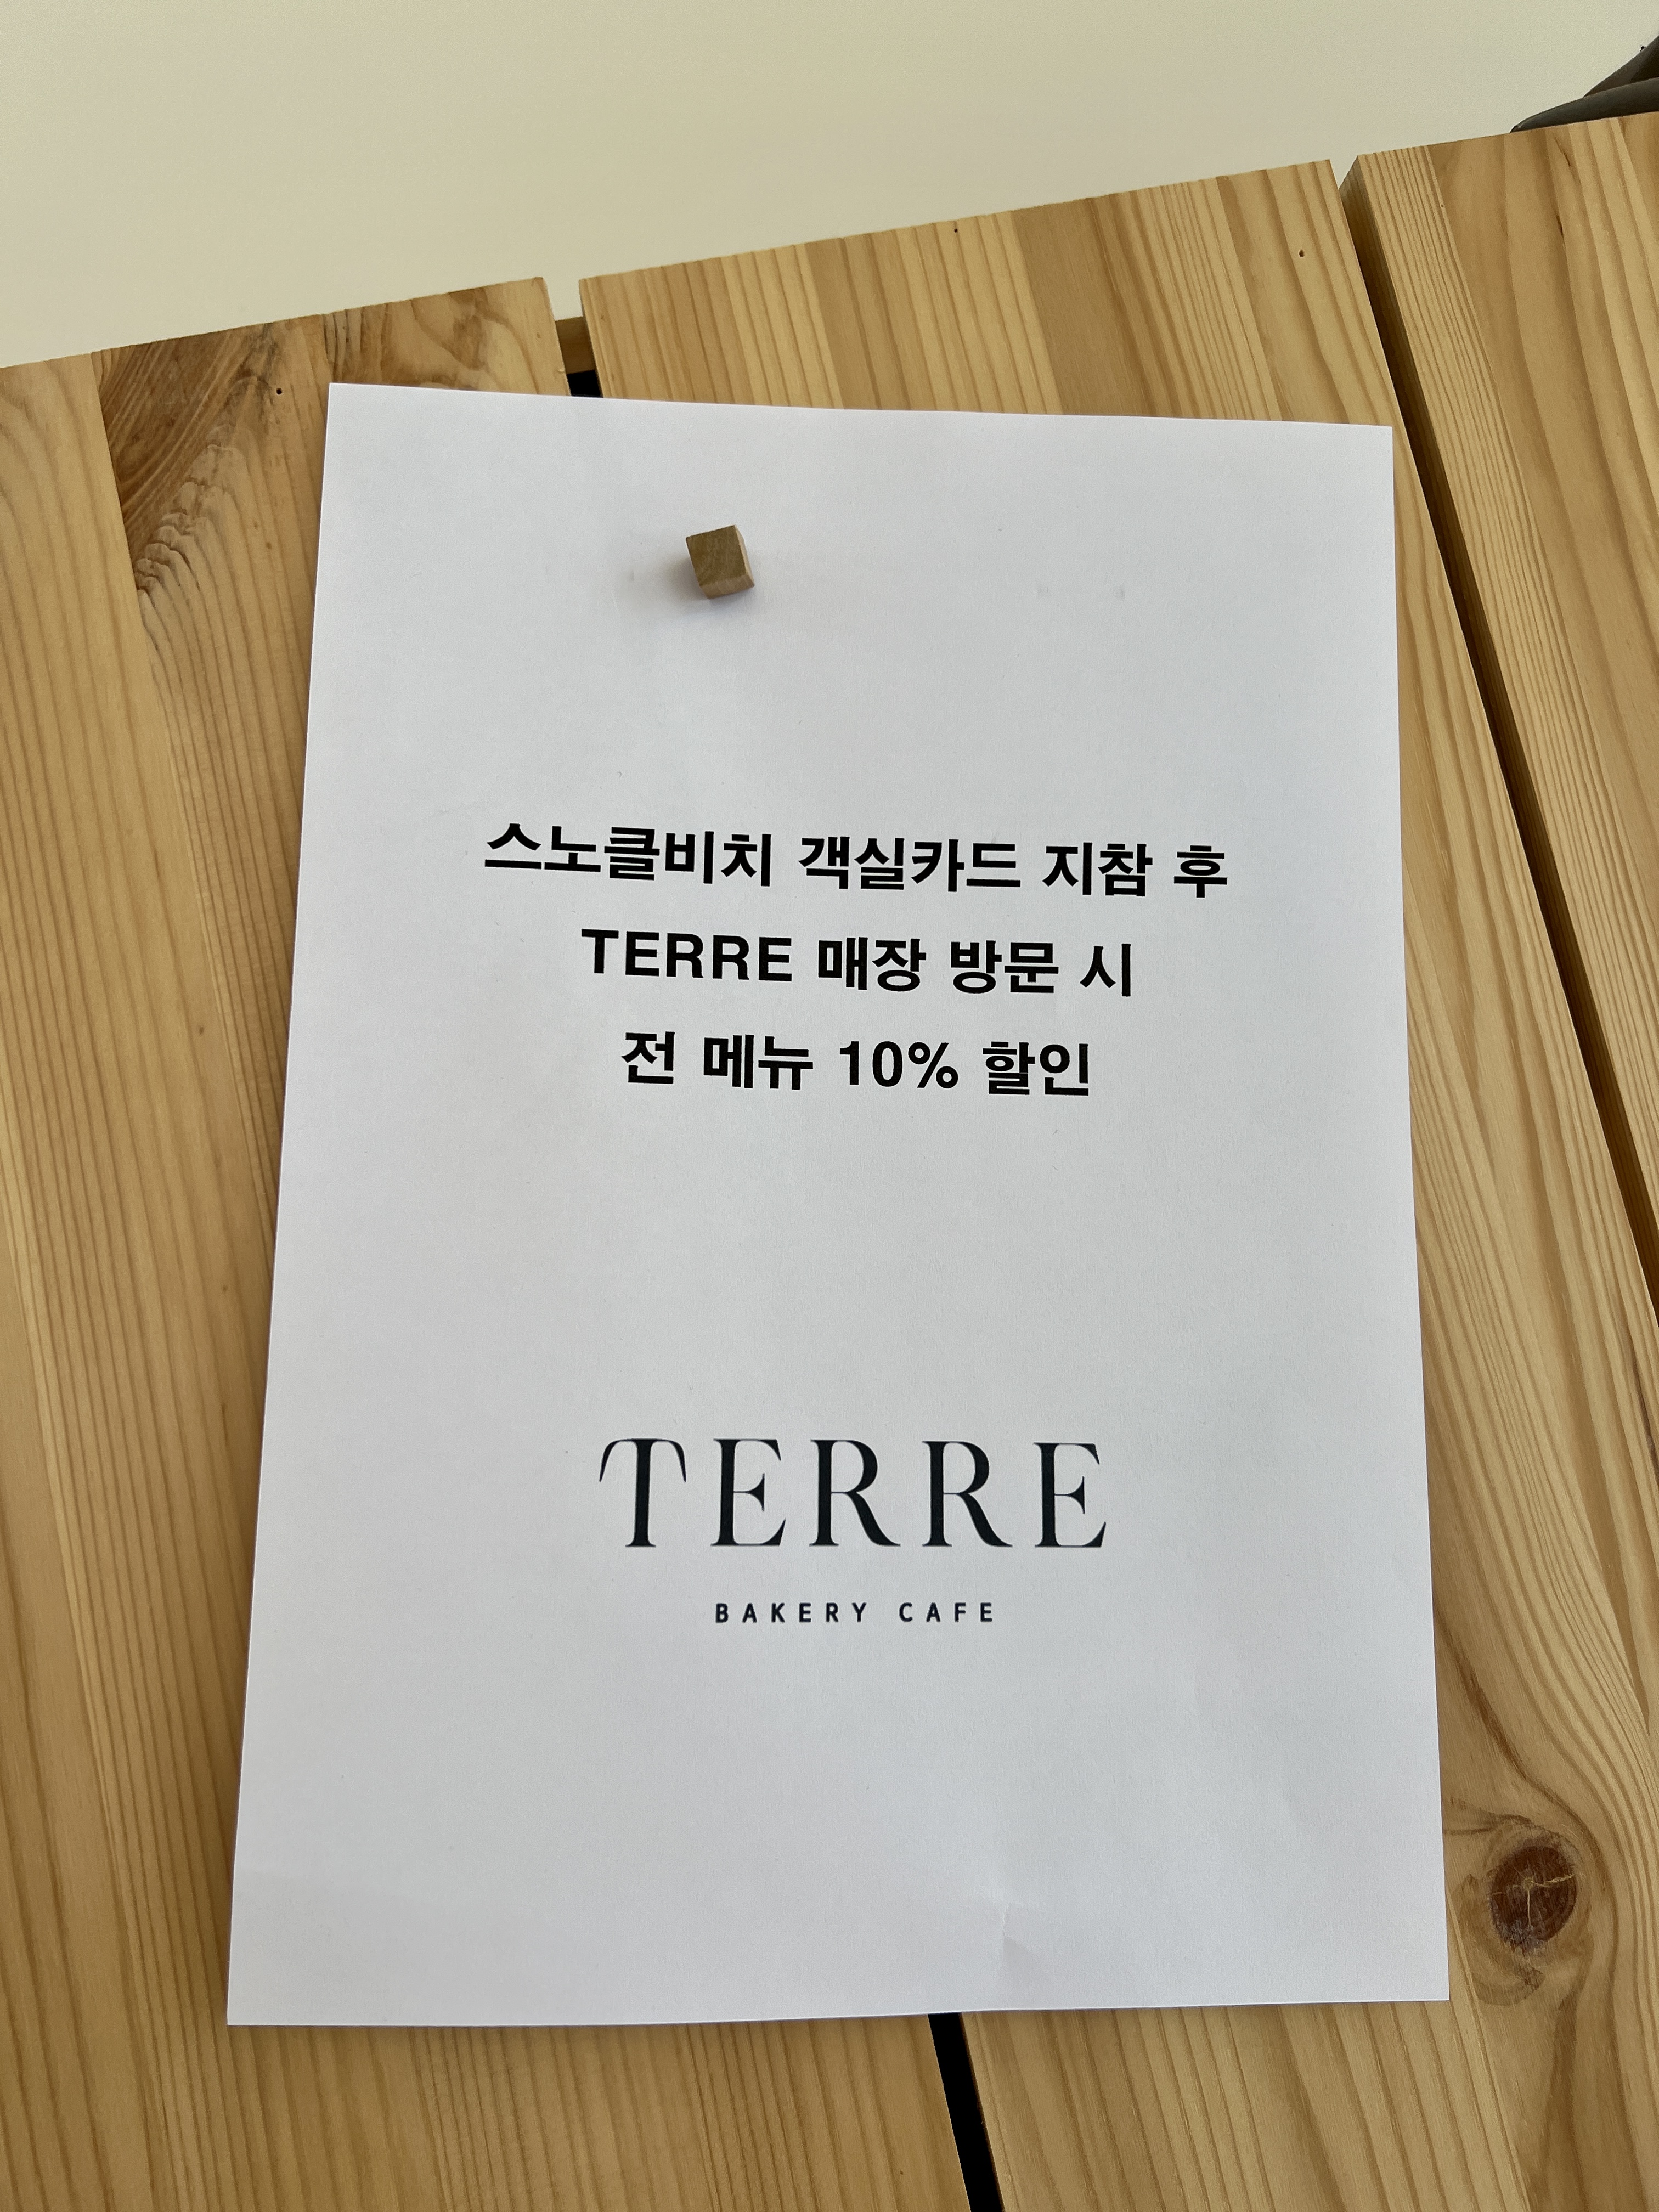 스노클비치 객실카드 지참 후
TERRE 매장 방문 시
전 메뉴 10% 할인
TERRE
BAKERY CAFE